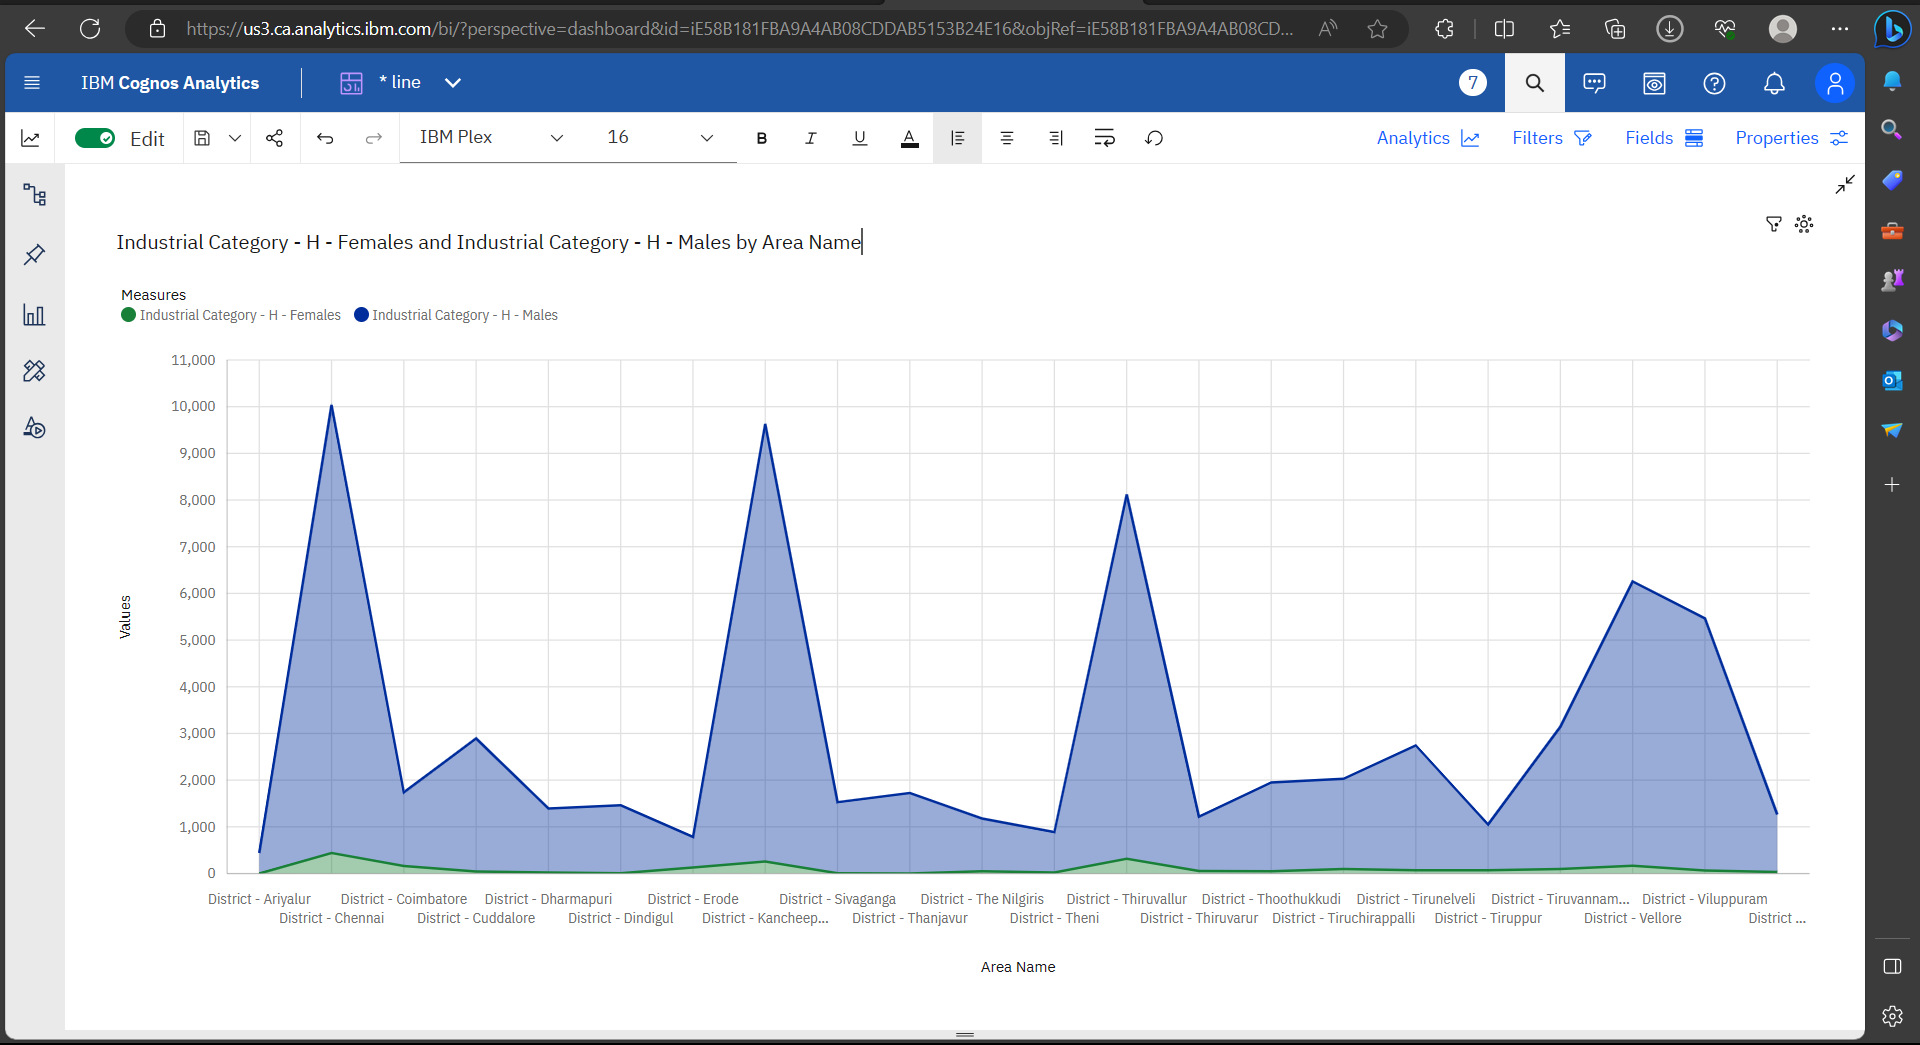 https://us3.ca.analytics.ibm.com/bi/?perspective=dashboard&id=iE58B181FBA9A4AB08CDDAB5153B24E16&objRef=iE58B181FBA9A4AB08CD...
IBM Cognos Analytics
* line
7
Edit
IBM Plex
16
B I U A
Analytics
Filters
Fields
Properties
Industrial Category - H - Females and Industrial Category - H - Males by Area Name
Measures
Industrial Category - H - Females
Industrial Category - H - Males
11,000
10,000
9,000
8,000
7,000
6,000
5,000
4,000
3,000
2,000
1,000
0
Values
District - Ariyalur
District - Chennai
District - Coimbatore
District - Cuddalore
District - Dharmapuri
District - Dindigul
District - Erode
District - Kancheep...
District - Sivaganga
District - Thanjavur
District - The Nilgiris
District - Theni
District - Thiruvallur
District - Thiruvarur
District - Thoothukkudi
District - Tiruchirappalli
District - Tirunelveli
District - Tiruppur
District - Tiruvannam...
District - Vellore
District - Viluppuram
District ...
Area Name